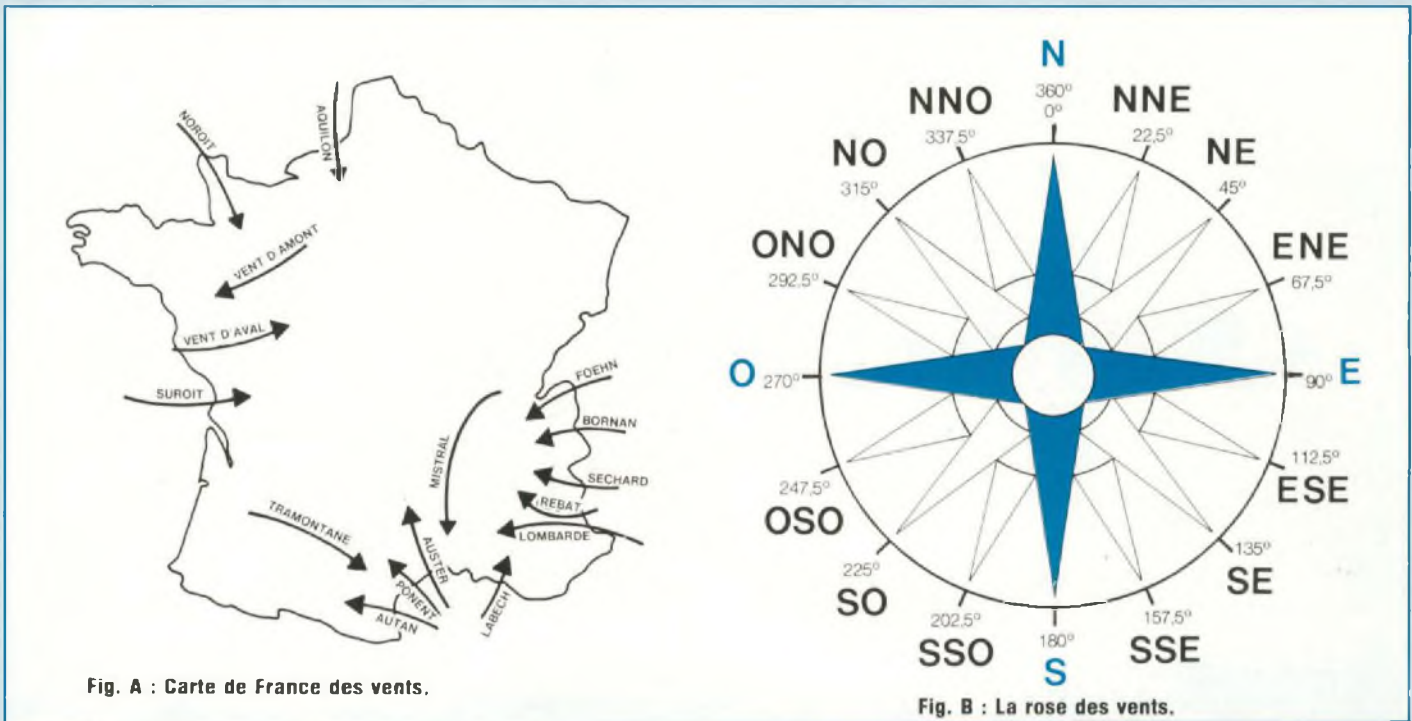 NOROIT
AQUILON
VENT D'AMONT
VENT D'AVAL
SUROIT
FOEHN
BORNAN
SECHARD
REBAT
LOMBARDE
MISTRAL
TRAMONTANE
AUSTER
PONENT
AUTAN
LABECH
Fig. A : Carte de France des vents.
N
360°
0°
NNO
337,5°
NNE
22,5°
NO
315°
NE
45°
ONO
292,5°
ENE
67,5°
O 270°
90° E
247,5°
OSO
112,5°
ESE
225°
SO
135°
SE
202,5°
SSO
157,5°
SSE
180°
S
Fig. B : La rose des vents.